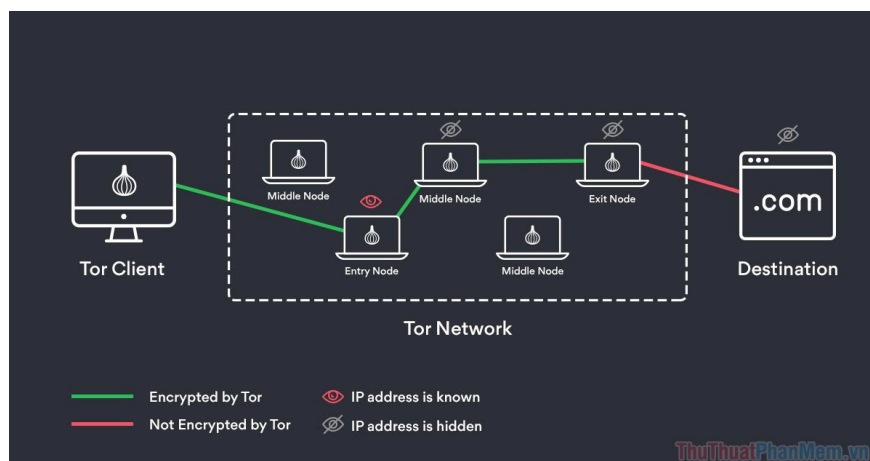 Middle Node
Middle Node
Exit Node
.com
Entry Node
Middle Node
Tor Client
Destination
Tor Network
Encrypted by Tor
IP address is known
Not Encrypted by Tor
IP address is hidden
ThuThuatPhanMem.vn